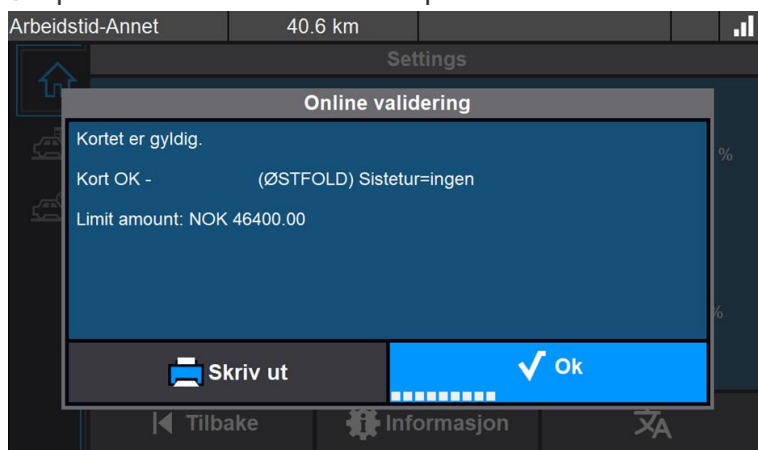 Arbeidstid-Annet 40.6 km
Settings
Online validering
Kortet er gyldig.
%
Kort OK - (ØSTFOLD) Sistetur=ingen
Limit amount: NOK 46400.00
%
Skriv ut Ok
Tilbake Informasjon